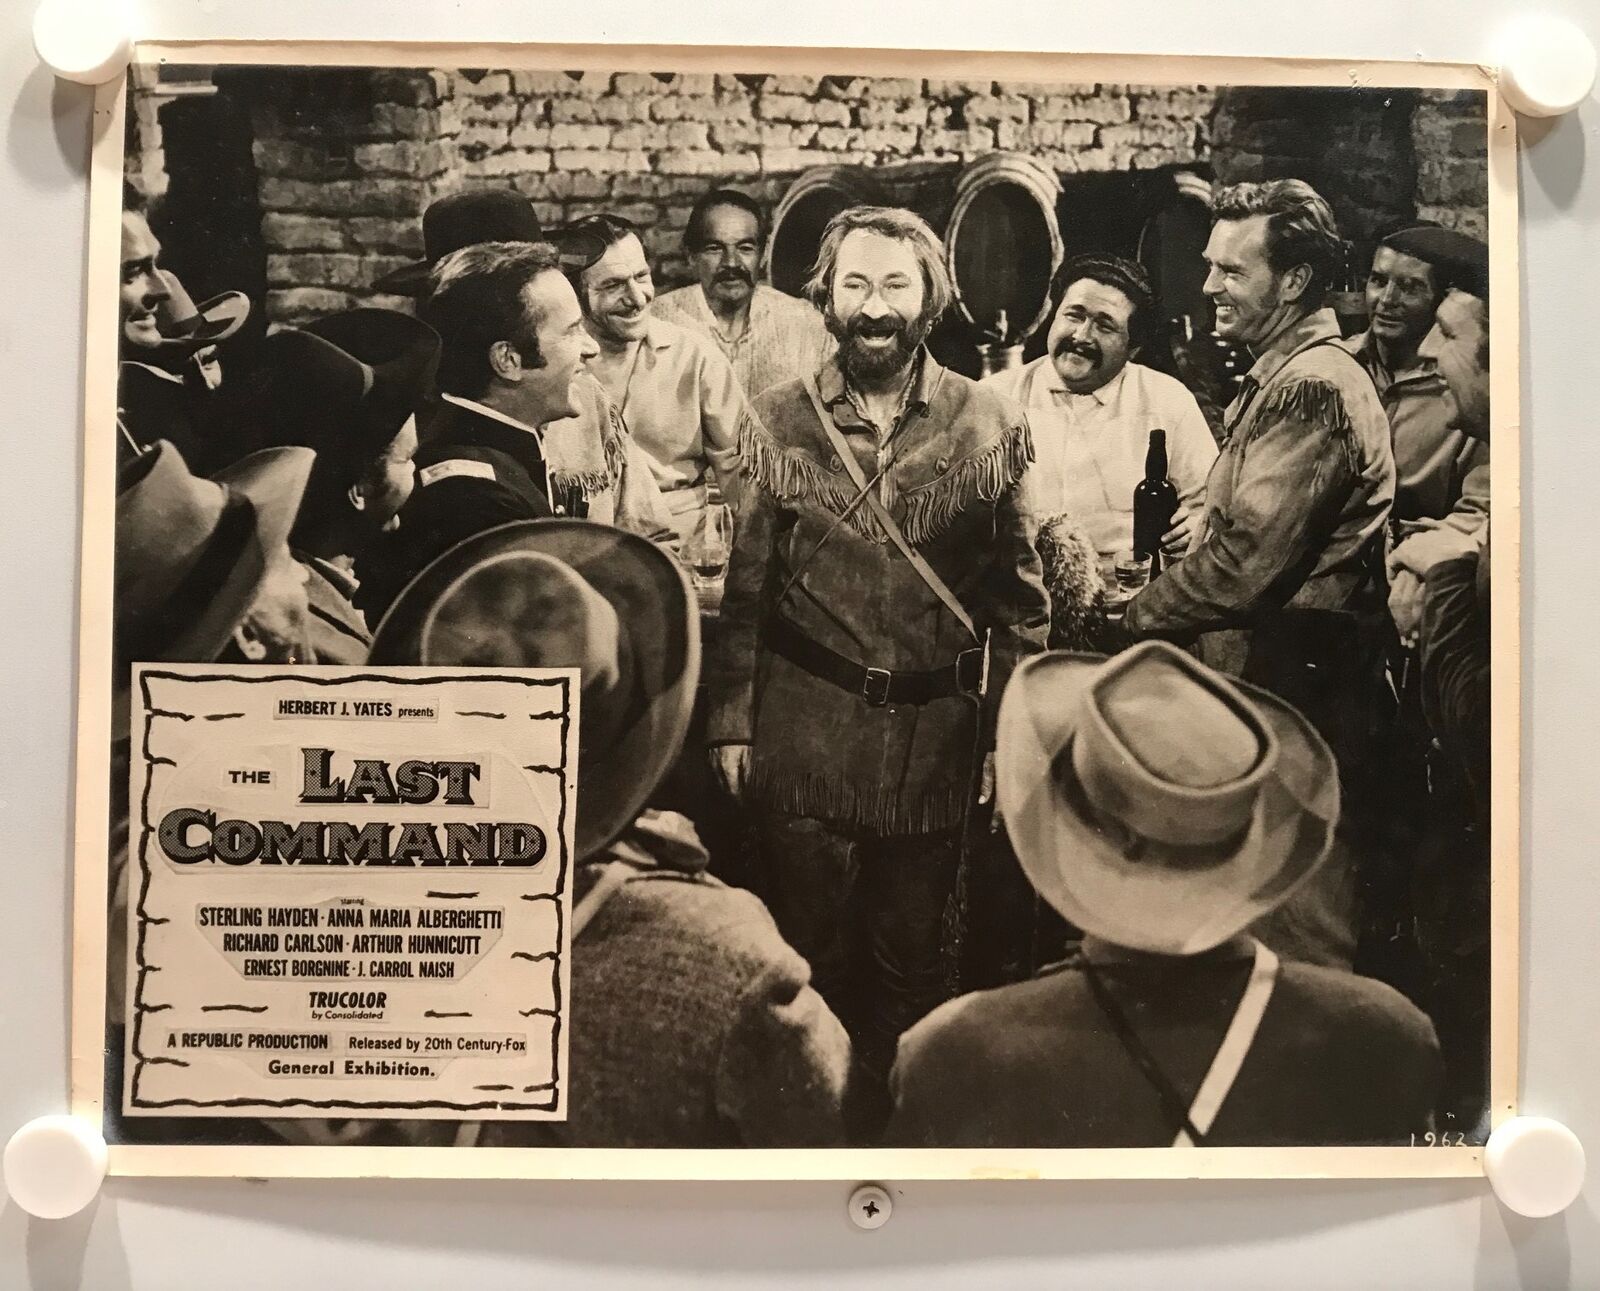 HERBERT J. YATES presents
THE LAST
COMMAND
starring
STERLING HAYDEN · ANNA MARIA ALBERGHETTI
RICHARD CARLSON · ARTHUR HUNNICUTT
ERNEST BORGNINE · J. CARROL NAISH
TRUCOLOR
by Consolidated
A REPUBLIC PRODUCTION Released by 20th Century-Fox
General Exhibition.
1962-